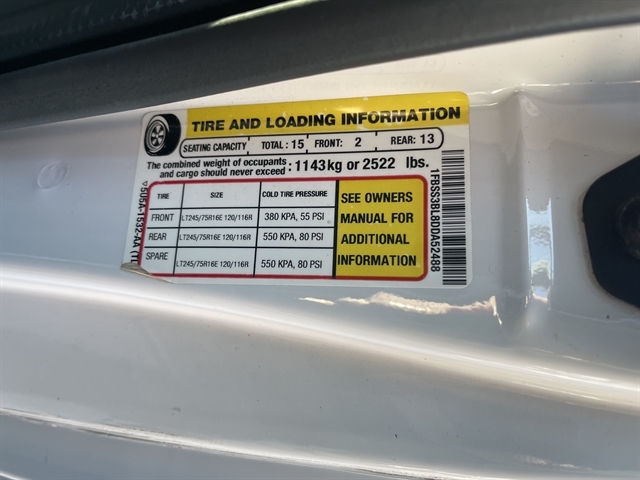 TIRE AND LOADING INFORMATION
SEATING CAPACITY TOTAL : 15 FRONT: 2 REAR: 13
The combined weight of occupants and cargo should never exceed : 1143kg or 2522 lbs.
TIRE SIZE COLD TIRE PRESSURE
FRONT LT245/75R16E 120/116R 380 KPA, 55 PSI
REAR LT245/75R16E 120/116R 550 KPA, 80 PSI
SPARE LT245/75R16E 120/116R 550 KPA, 80 PSI
SEE OWNERS
MANUAL FOR
ADDITIONAL
INFORMATION
1FBSS3BL8DDA52488